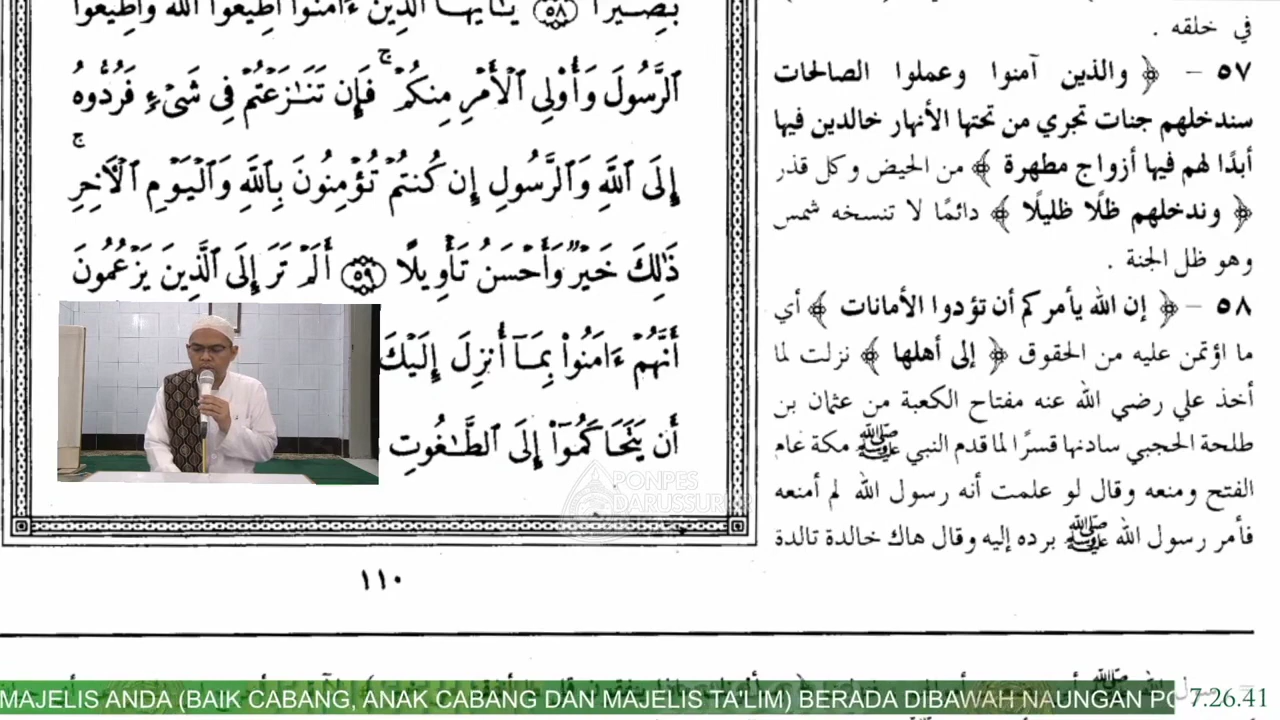 بَصِيرًا ۝٥٨ يَٰٓأَيُّهَا ٱلَّذِينَ ءَامَنُوٓاْ أَطِيعُواْ ٱللَّهَ وَأَطِيعُواْ
ٱلرَّسُولَ وَأُوْلِي ٱلْأَمْرِ مِنكُمْ ۖ فَإِن تَنَٰزَعْتُمْ فِي شَيْءٍ فَرُدُّوهُ
إِلَى ٱللَّهِ وَٱلرَّسُولِ إِن كُنتُمْ تُؤْمِنُونَ بِٱللَّهِ وَٱلْيَوْمِ ٱلْأَخِرِ ۚ
ذَٰلِكَ خَيْرٌ وَأَحْسَنُ تَأْوِيلًا ۝٥٩ أَلَمْ تَرَ إِلَى ٱلَّذِينَ يَزْعُمُونَ
أَنَّهُمْ ءَامَنُواْ بِمَآ أُنزِلَ إِلَيْكَ
أَن يَتَحَاكَمُوٓاْ إِلَى ٱلطَّٰغُوتِ
١١٠
في خلقه .
٥٧ - ﴿ والذين آمنوا وعملوا الصالحات
سندخلهم جنات تجري من تحتها الأنهار خالدين فيها
أبدًا لهم فيها أزواج مطهرة ﴾ من الحيض وكل قذر
﴿ وندخلهم ظلًا ظليلًا ﴾ دائمًا لا تنسخه شمس
وهو ظل الجنة .
٥٨ - ﴿ إن الله يأمركم أن تؤدوا الأمانات ﴾ أي
ما اؤتمن عليه من الحقوق ﴿ إلى أهلها ﴾ نزلت لما
أخذ علي رضي الله عنه مفتاح الكعبة من عثمان بن
طلحة الحجبي سادنها قسرًا لما قدم النبي ﷺ مكة عام
الفتح ومنعه وقال لو علمت أنه رسول الله لم أمنعه
فأمر رسول الله ﷺ برده إليه وقال هاك خالدة تالدة
PONPES
DARUSSUR
MAJELIS ANDA (BAIK CABANG, ANAK CABANG DAN MAJELIS TA'LIM) BERADA DIBAWAH NAUNGAN PO
7.26.41